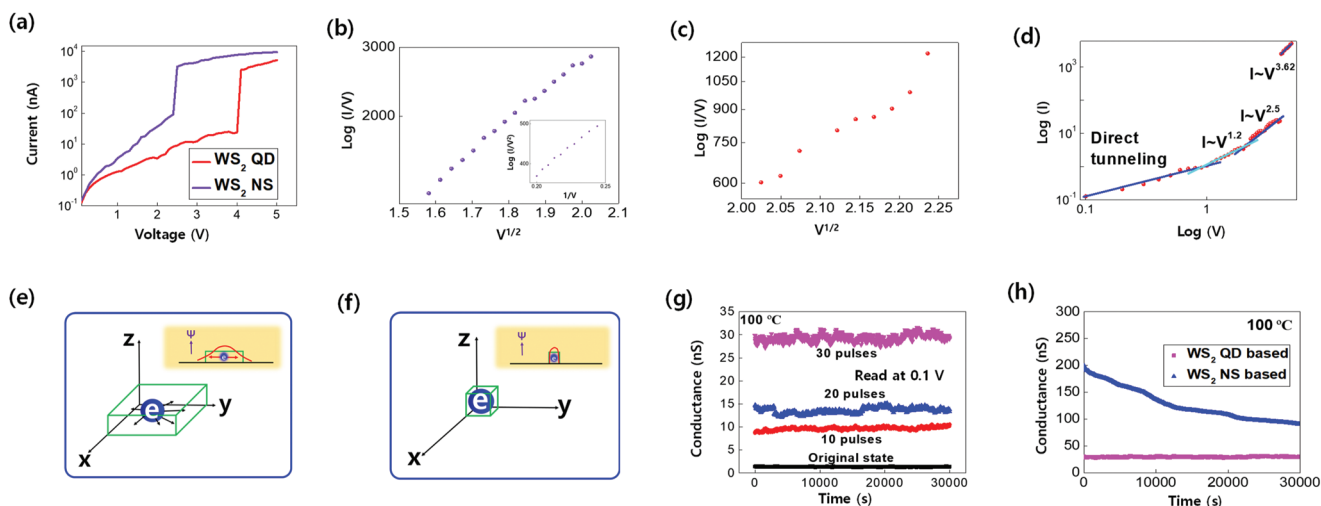 (a)
Current (nA)
10^4
10^3
10^2
10^1
10^0
10^-1
WS2 QD
WS2 NS
1 2 3 4 5
Voltage (V)
(b)
Log (I/V)
3000
2000
1.5 1.6 1.7 1.8 1.9 2.0 2.1
V^1/2
Log (I/V^2)
500
400
0.20 0.25
1/V
(c)
Log (I/V)
1200
1050
900
750
600
2.00 2.05 2.10 2.15 2.20 2.25
V^1/2
(d)
Log (I)
10^3
10^1
10^-1
I~V^3.62
I~V^2.5
I~V^1.2
Direct
tunneling
0.1 1
Log (V)
(e)
z
y
x
e
Ψ
e
(f)
z
y
x
e
Ψ
e
(g)
Conductance (nS)
35
30
25
20
15
10
5
0
100 ℃
30 pulses
Read at 0.1 V
20 pulses
10 pulses
Original state
0 10000 20000 30000
Time (s)
(h)
Conductance (nS)
300
250
200
150
100
50
0
100 ℃
WS2 QD based
WS2 NS based
0 10000 20000 30000
Time (s)